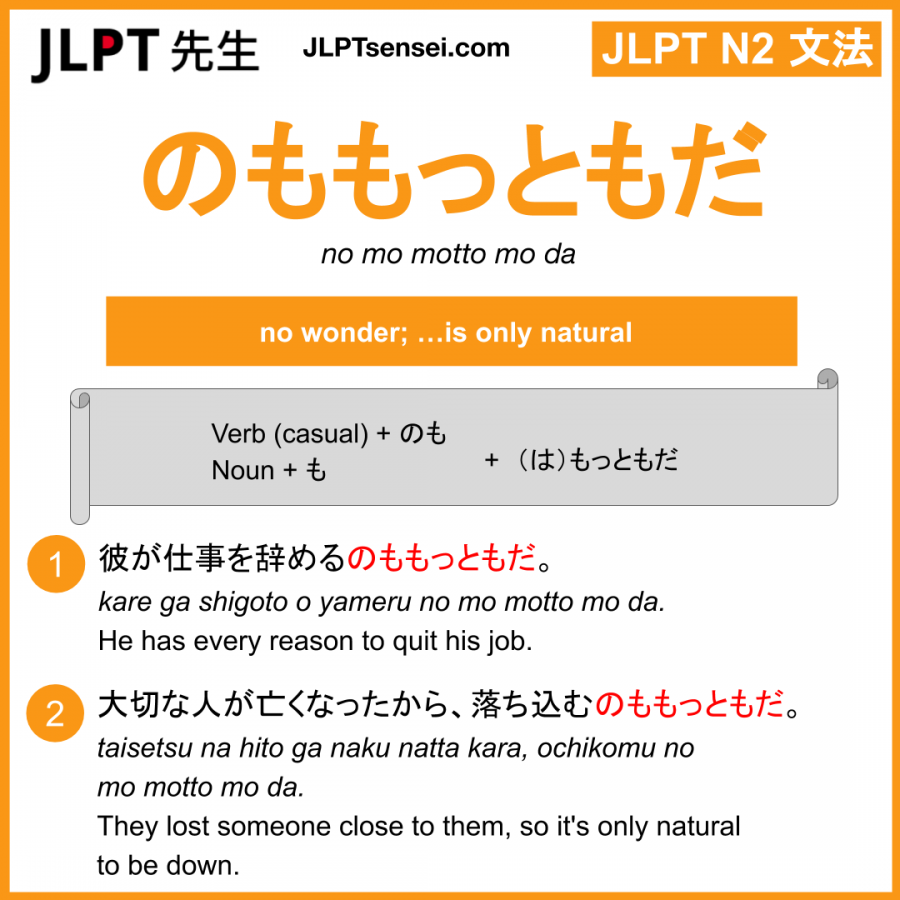 JLPT先生
JLPTsensei.com
JLPT N2 文法
のももっともだ
no mo motto mo da
no wonder; …is only natural
Verb (casual) + のも
Noun + も
+ （は）もっともだ
1 彼が仕事を辞めるのももっともだ。
kare ga shigoto o yameru no mo motto mo da.
He has every reason to quit his job.
2 大切な人が亡くなったから、落ち込むのももっともだ。
taisetsu na hito ga naku natta kara, ochikomu no
mo motto mo da.
They lost someone close to them, so it's only natural
to be down.